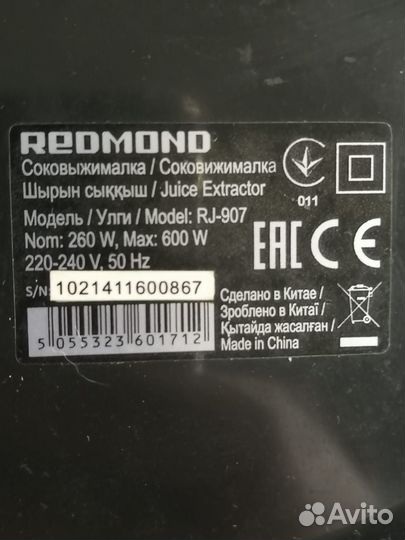 REDMOND
Соковыжималка / Соковижималка
Шырын сыққыш / Juice Extractor
011
Модель / Улги / Model: RJ-907
Nom: 260 W, Max: 600 W
220-240 V, 50 Hz
EAC CE
S/N: 1021411600867
Сделано в Китае /
Зроблено в Китаї /
Қытайда жасалған /
Made in China
5 055323 601712
Avito